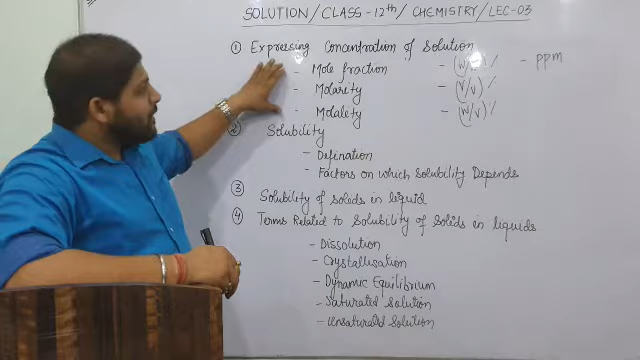 SOLUTION/CLASS-12th/CHEMISTRY/LEC-03
① Expressing Concentration of Solution
- Mole fraction - (W/W)% - ppm
- Molarity - (V/V)%
- Molalety - (W/V)%
② Solubility
- Defination
- Factors on which Solubility Depends
③ Solubility of Solids in liquid
④ Terms Related to Solubility of Solids in liquids
- Dissolution
- Crystallisation
- Dynamic Equilibrium
- Saturated Solution
- Unsaturated Solution